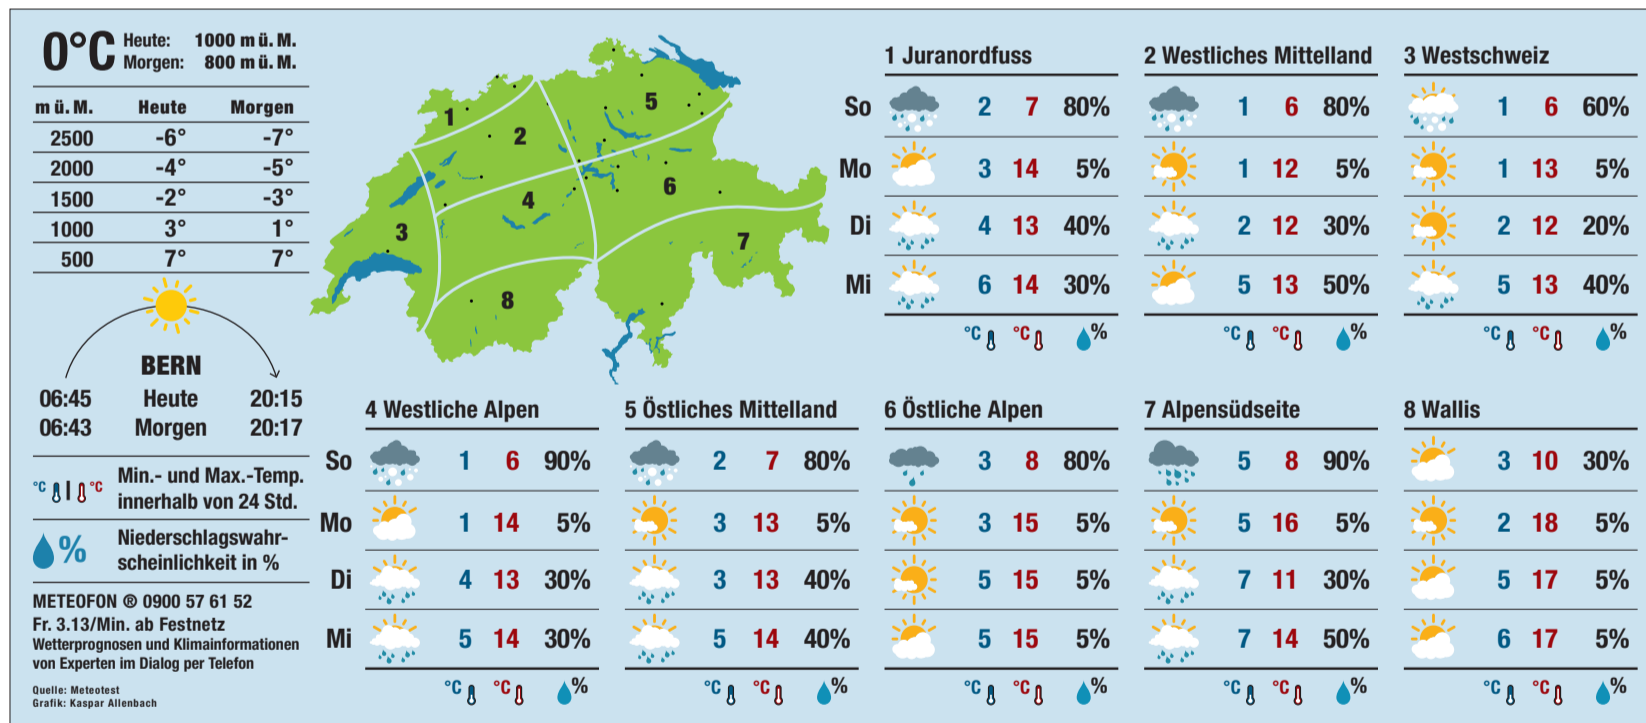 0°C
Heute: 1000 m ü. M.
Morgen: 800 m ü. M.
m ü. M. Heute Morgen
2500 -6° -7°
2000 -4° -5°
1500 -2° -3°
1000 3° 1°
500 7° 7°
BERN
06:45 Heute 20:15
06:43 Morgen 20:17
°C | °C Min.- und Max.-Temp.
innerhalb von 24 Std.
% Niederschlagswahr-
scheinlichkeit in %
METEOFON ® 0900 57 61 52
Fr. 3.13/Min. ab Festnetz
Wetterprognosen und Klimainformationen
von Experten im Dialog per Telefon
Quelle: Meteotest
Grafik: Kaspar Allenbach
1
2
3
4
5
6
7
8
1 Juranordfuss
So 2 7 80%
Mo 3 14 5%
Di 4 13 40%
Mi 6 14 30%
°C °C %
2 Westliches Mittelland
1 6 80%
1 12 5%
2 12 30%
5 13 50%
°C °C %
3 Westschweiz
1 6 60%
1 13 5%
2 12 20%
5 13 40%
°C °C %
4 Westliche Alpen
So 1 6 90%
Mo 1 14 5%
Di 4 13 30%
Mi 5 14 30%
°C °C %
5 Östliches Mittelland
2 7 80%
3 13 5%
3 13 40%
5 14 40%
°C °C %
6 Östliche Alpen
3 8 80%
3 15 5%
5 15 5%
5 15 5%
°C °C %
7 Alpensüdseite
5 8 90%
5 16 5%
7 11 30%
7 14 50%
°C °C %
8 Wallis
3 10 30%
2 18 5%
5 17 5%
6 17 5%
°C °C %